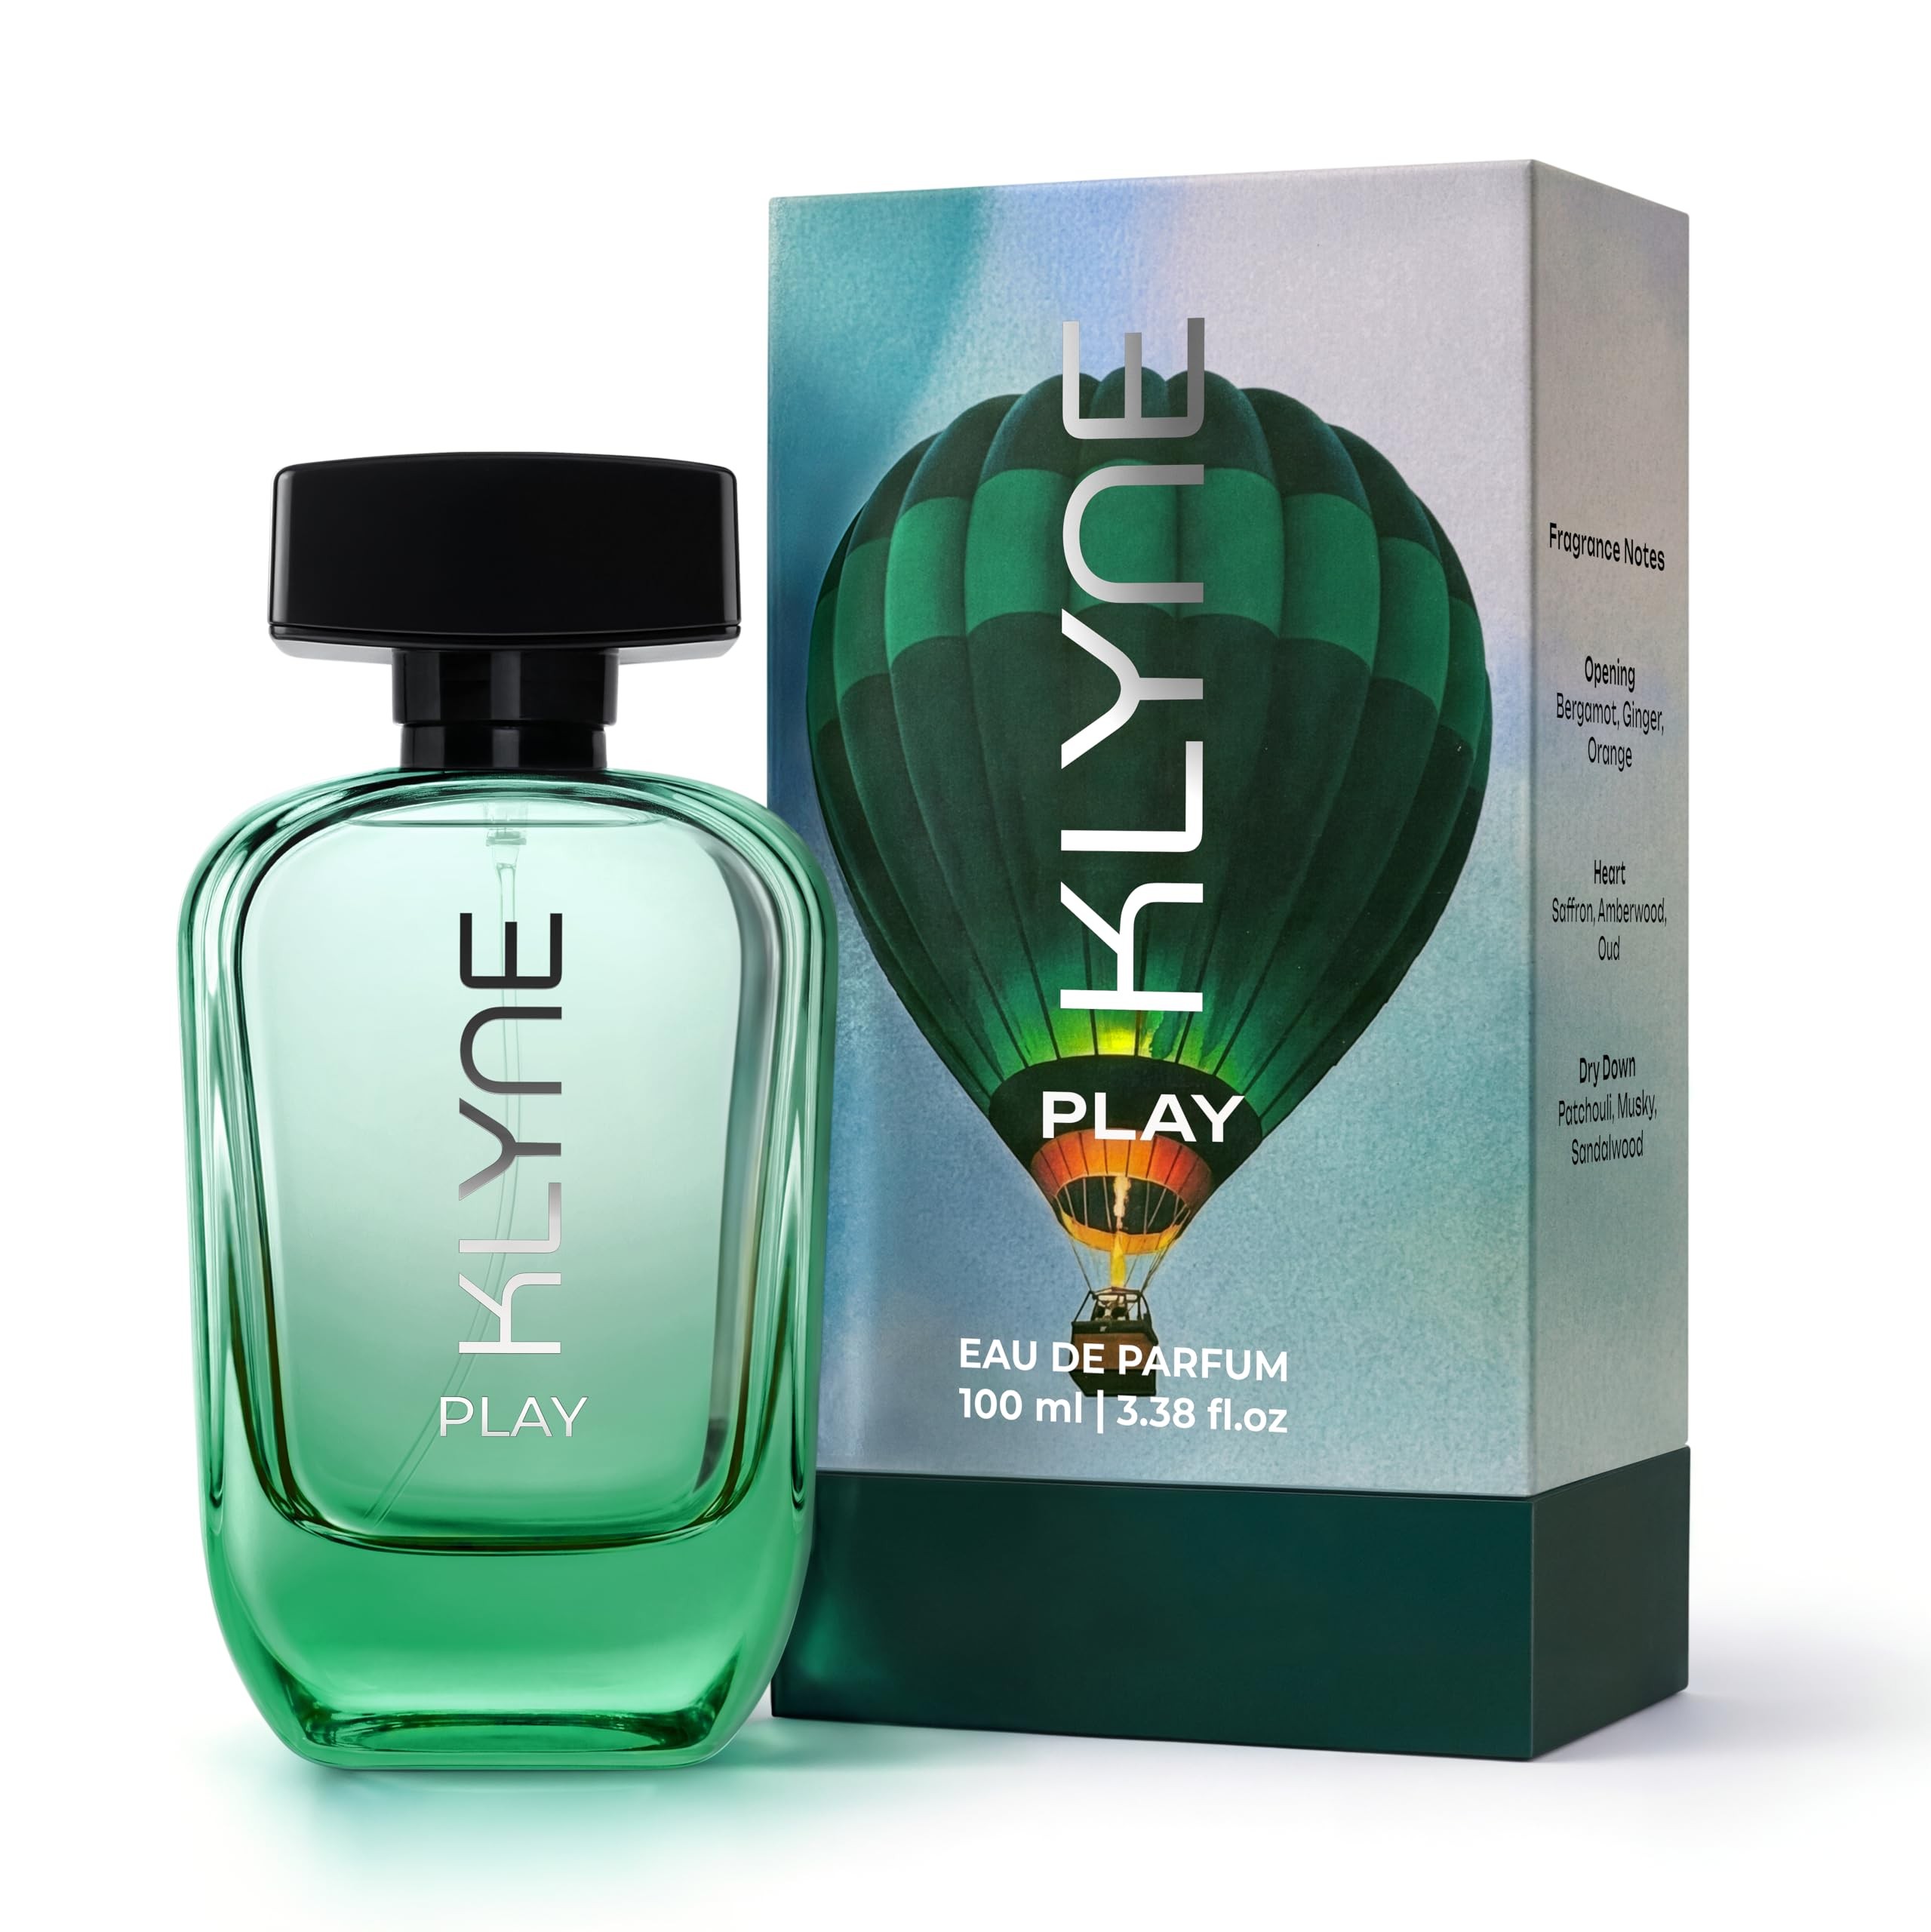 KLYNE
PLAY
KLYNE
PLAY
EAU DE PARFUM
100 ml | 3.38 fl.oz
Fragrance Notes
Opening
Bergamot, Ginger,
Orange
Heart
Saffron, Amberwood,
Oud
Dry Down
Patchouli, Musky,
Sandalwood